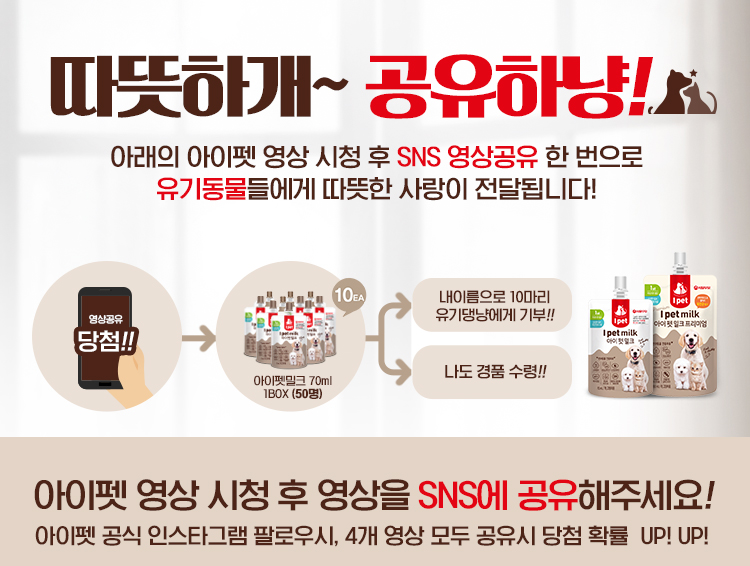 따뜻하개~ 공유하냥!
아래의 아이펫 영상 시청 후 SNS 영상공유 한 번으로
유기동물들에게 따뜻한 사랑이 전달됩니다!
영상공유
당첨!!
10EA
아이펫밀크 70ml
1BOX (50명)
내이름으로 10마리
유기댕냥에게 기부!!
나도 경품 수령!!
I pet
I pet milk
아이 펫 밀크
I pet
I pet milk
아이 펫 밀크 프리미엄
아이펫 영상 시청 후 영상을 SNS에 공유해주세요!
아이펫 공식 인스타그램 팔로우시, 4개 영상 모두 공유시 당첨 확률 UP! UP!